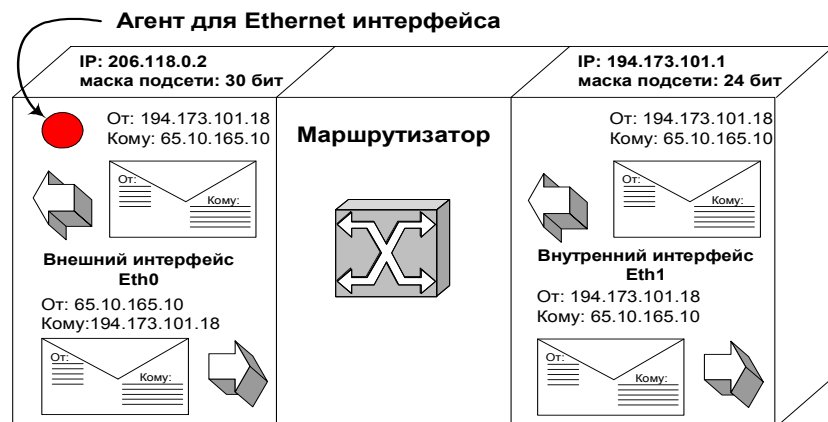 Агент для Ethernet интерфейса
IP: 206.118.0.2
маска подсети: 30 бит
IP: 194.173.101.1
маска подсети: 24 бит
От: 194.173.101.18
Кому: 65.10.165.10
От:
Кому:
Внешний интерфейс
Eth0
От: 65.10.165.10
Кому:194.173.101.18
От:
Кому:
Маршрутизатор
От: 194.173.101.18
Кому: 65.10.165.10
От:
Кому:
Внутренний интерфейс
Eth1
От: 194.173.101.18
Кому: 65.10.165.10
От:
Кому: